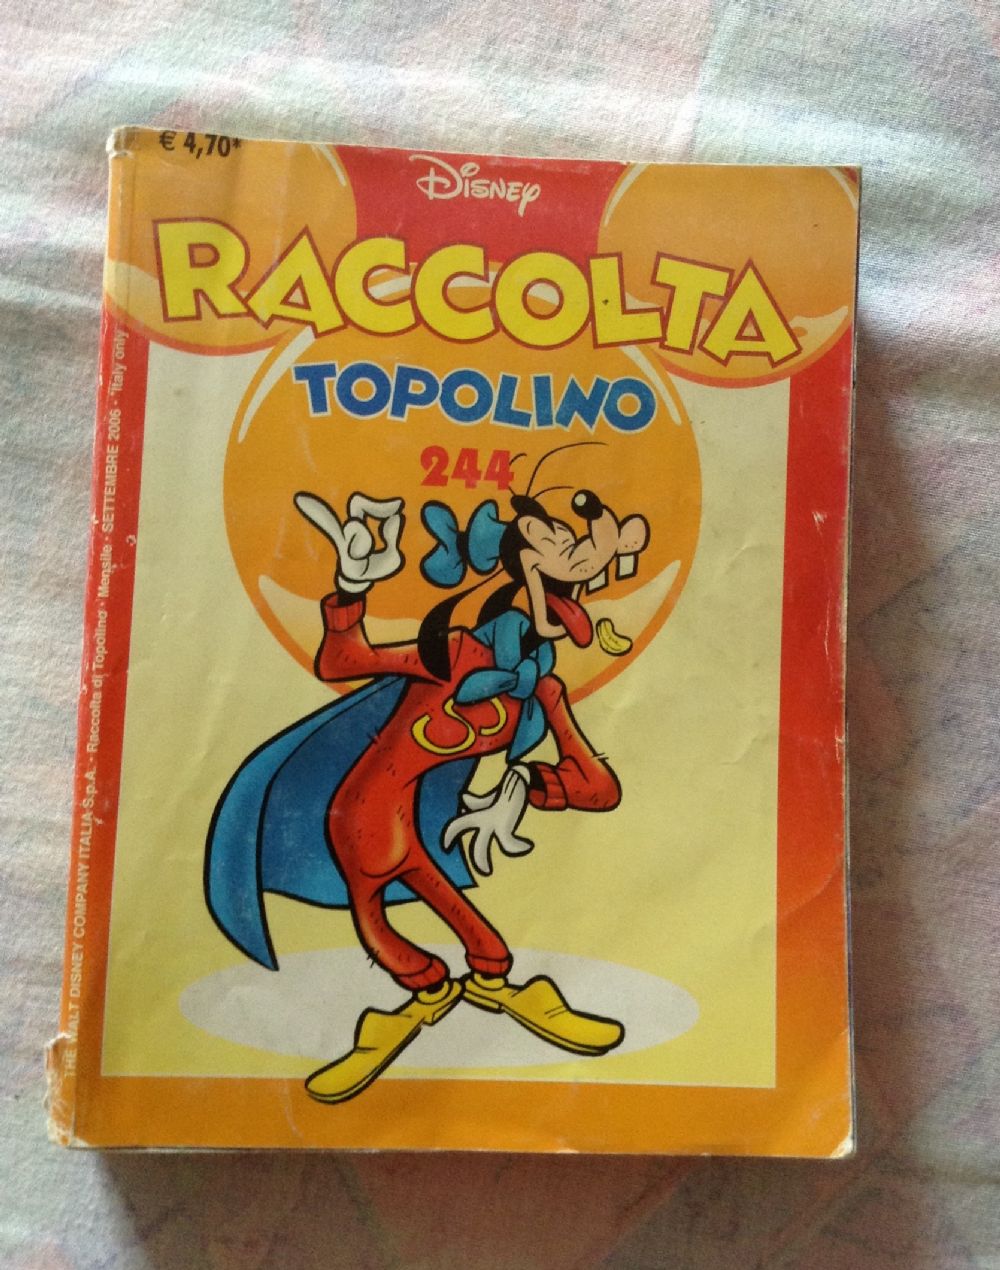 € 4,70*
DISNEY
RACCOLTA
TOPOLINO
244
THE WALT DISNEY COMPANY ITALIA S.p.A. - Raccolta di Topolino - Mensile - SETTEMBRE 2006 - *Italy only
S